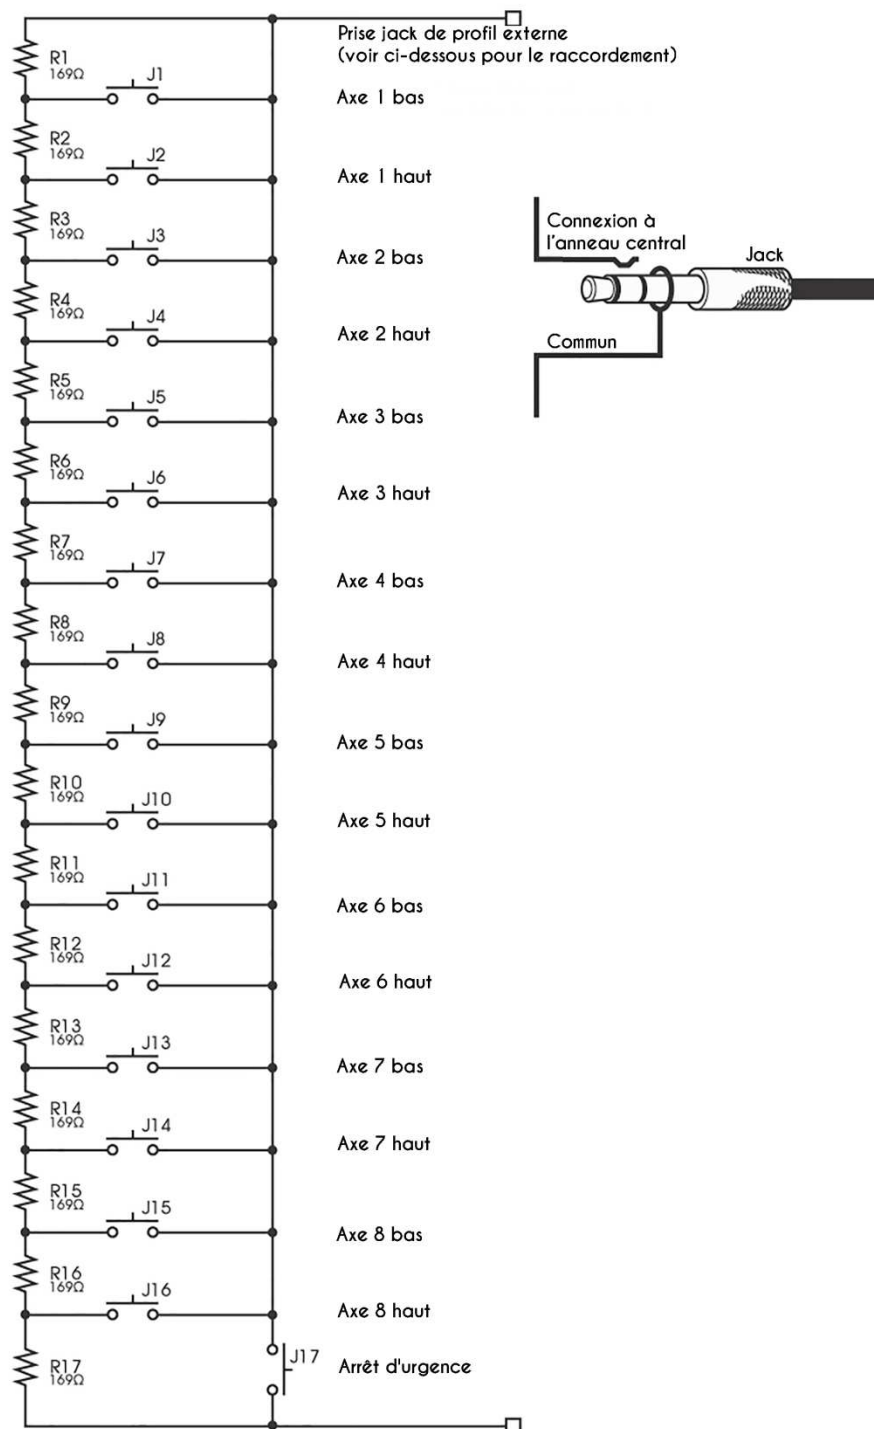 Prise jack de profil externe
(voir ci-dessous pour le raccordement)
R1
169Ω
J1
Axe 1 bas
R2
169Ω
J2
Axe 1 haut
R3
169Ω
J3
Axe 2 bas
R4
169Ω
J4
Axe 2 haut
R5
169Ω
J5
Axe 3 bas
R6
169Ω
J6
Axe 3 haut
R7
169Ω
J7
Axe 4 bas
R8
169Ω
J8
Axe 4 haut
R9
169Ω
J9
Axe 5 bas
R10
169Ω
J10
Axe 5 haut
R11
169Ω
J11
Axe 6 bas
R12
169Ω
J12
Axe 6 haut
R13
169Ω
J13
Axe 7 bas
R14
169Ω
J14
Axe 7 haut
R15
169Ω
J15
Axe 8 bas
R16
169Ω
J16
Axe 8 haut
R17
169Ω
J17
Arrêt d'urgence
Connexion à
l'anneau central
Jack
Commun